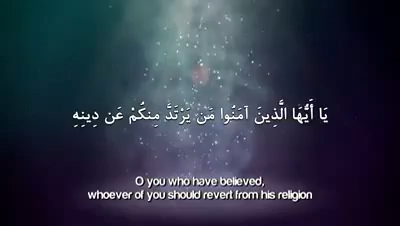 يَا أَيُّهَا الَّذِينَ آمَنُوا مَن يَرْتَدَّ مِنكُمْ عَن دِينِهِ
O you who have believed,
whoever of you should revert from his religion